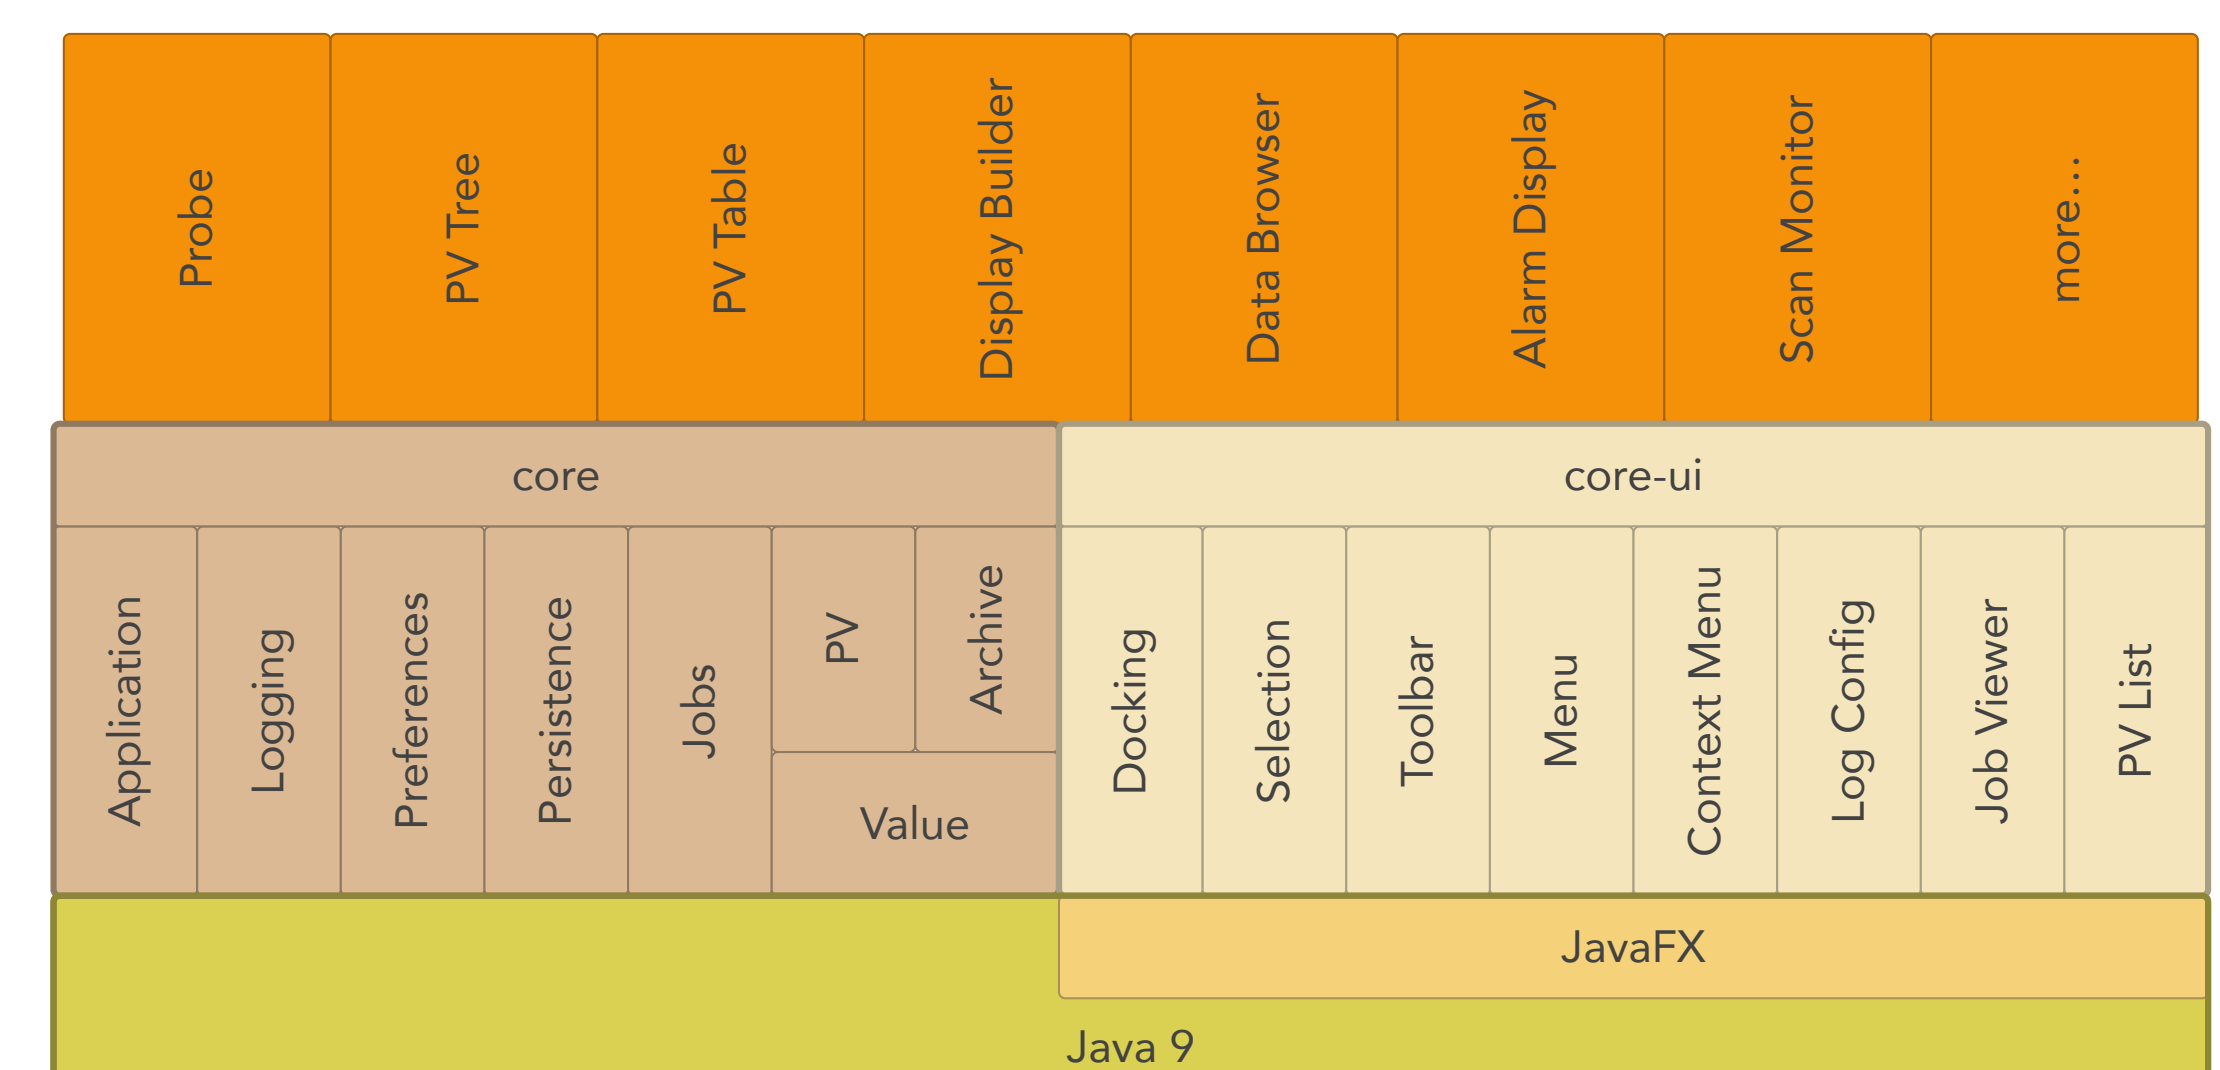 Probe
PV Tree
PV Table
Display Builder
Data Browser
Alarm Display
Scan Monitor
more....
core
core-ui
Application
Logging
Preferences
Persistence
Jobs
PV
Archive
Value
Docking
Selection
Toolbar
Menu
Context Menu
Log Config
Job Viewer
PV List
JavaFX
Java 9